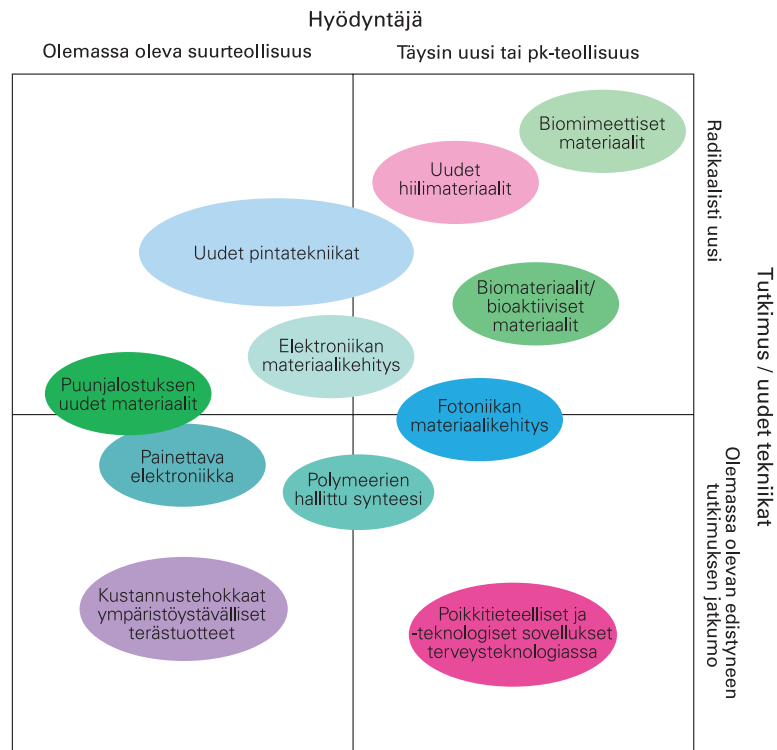 Hyödyntäjä
Olemassa oleva suurteollisuus
Täysin uusi tai pk-teollisuus
Biomimeettiset
materiaalit
Uudet
hiilimateriaalit
Uudet pintatekniikat
Biomateriaalit/
bioaktiiviset
materiaalit
Elektroniikan
materiaalikehitys
Puunjalostuksen
uudet materiaalit
Fotoniikan
materiaalikehitys
Painettava
elektroniikka
Polymeerien
hallittu synteesi
Kustannustehokkaat
ympäristöystävälliset
terästuotteet
Poikkitieteelliset ja
-teknologiset sovellukset
terveysteknologiassa
Radikaalisti uusi
Olemassa olevan edistyneen
tutkimuksen jatkumo
Tutkimus / uudet tekniikat